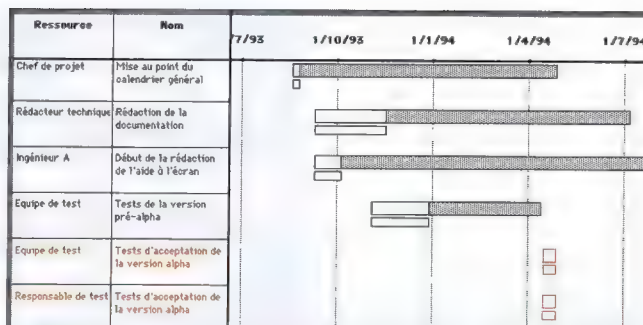 Ressource Nom
/7/93 1/10/93 1/1/94 1/4/94 1/7/94
Chef de projet Mise au point du
calendrier général
Rédacteur technique Rédaction de la
documentation
Ingénieur A Début de la rédaction
de l'aide à l'écran
Equipe de test Tests de la version
pré-alpha
Equipe de test Tests d'acceptation de
la version alpha
Responsable de test Tests d'acceptation de
la version alpha